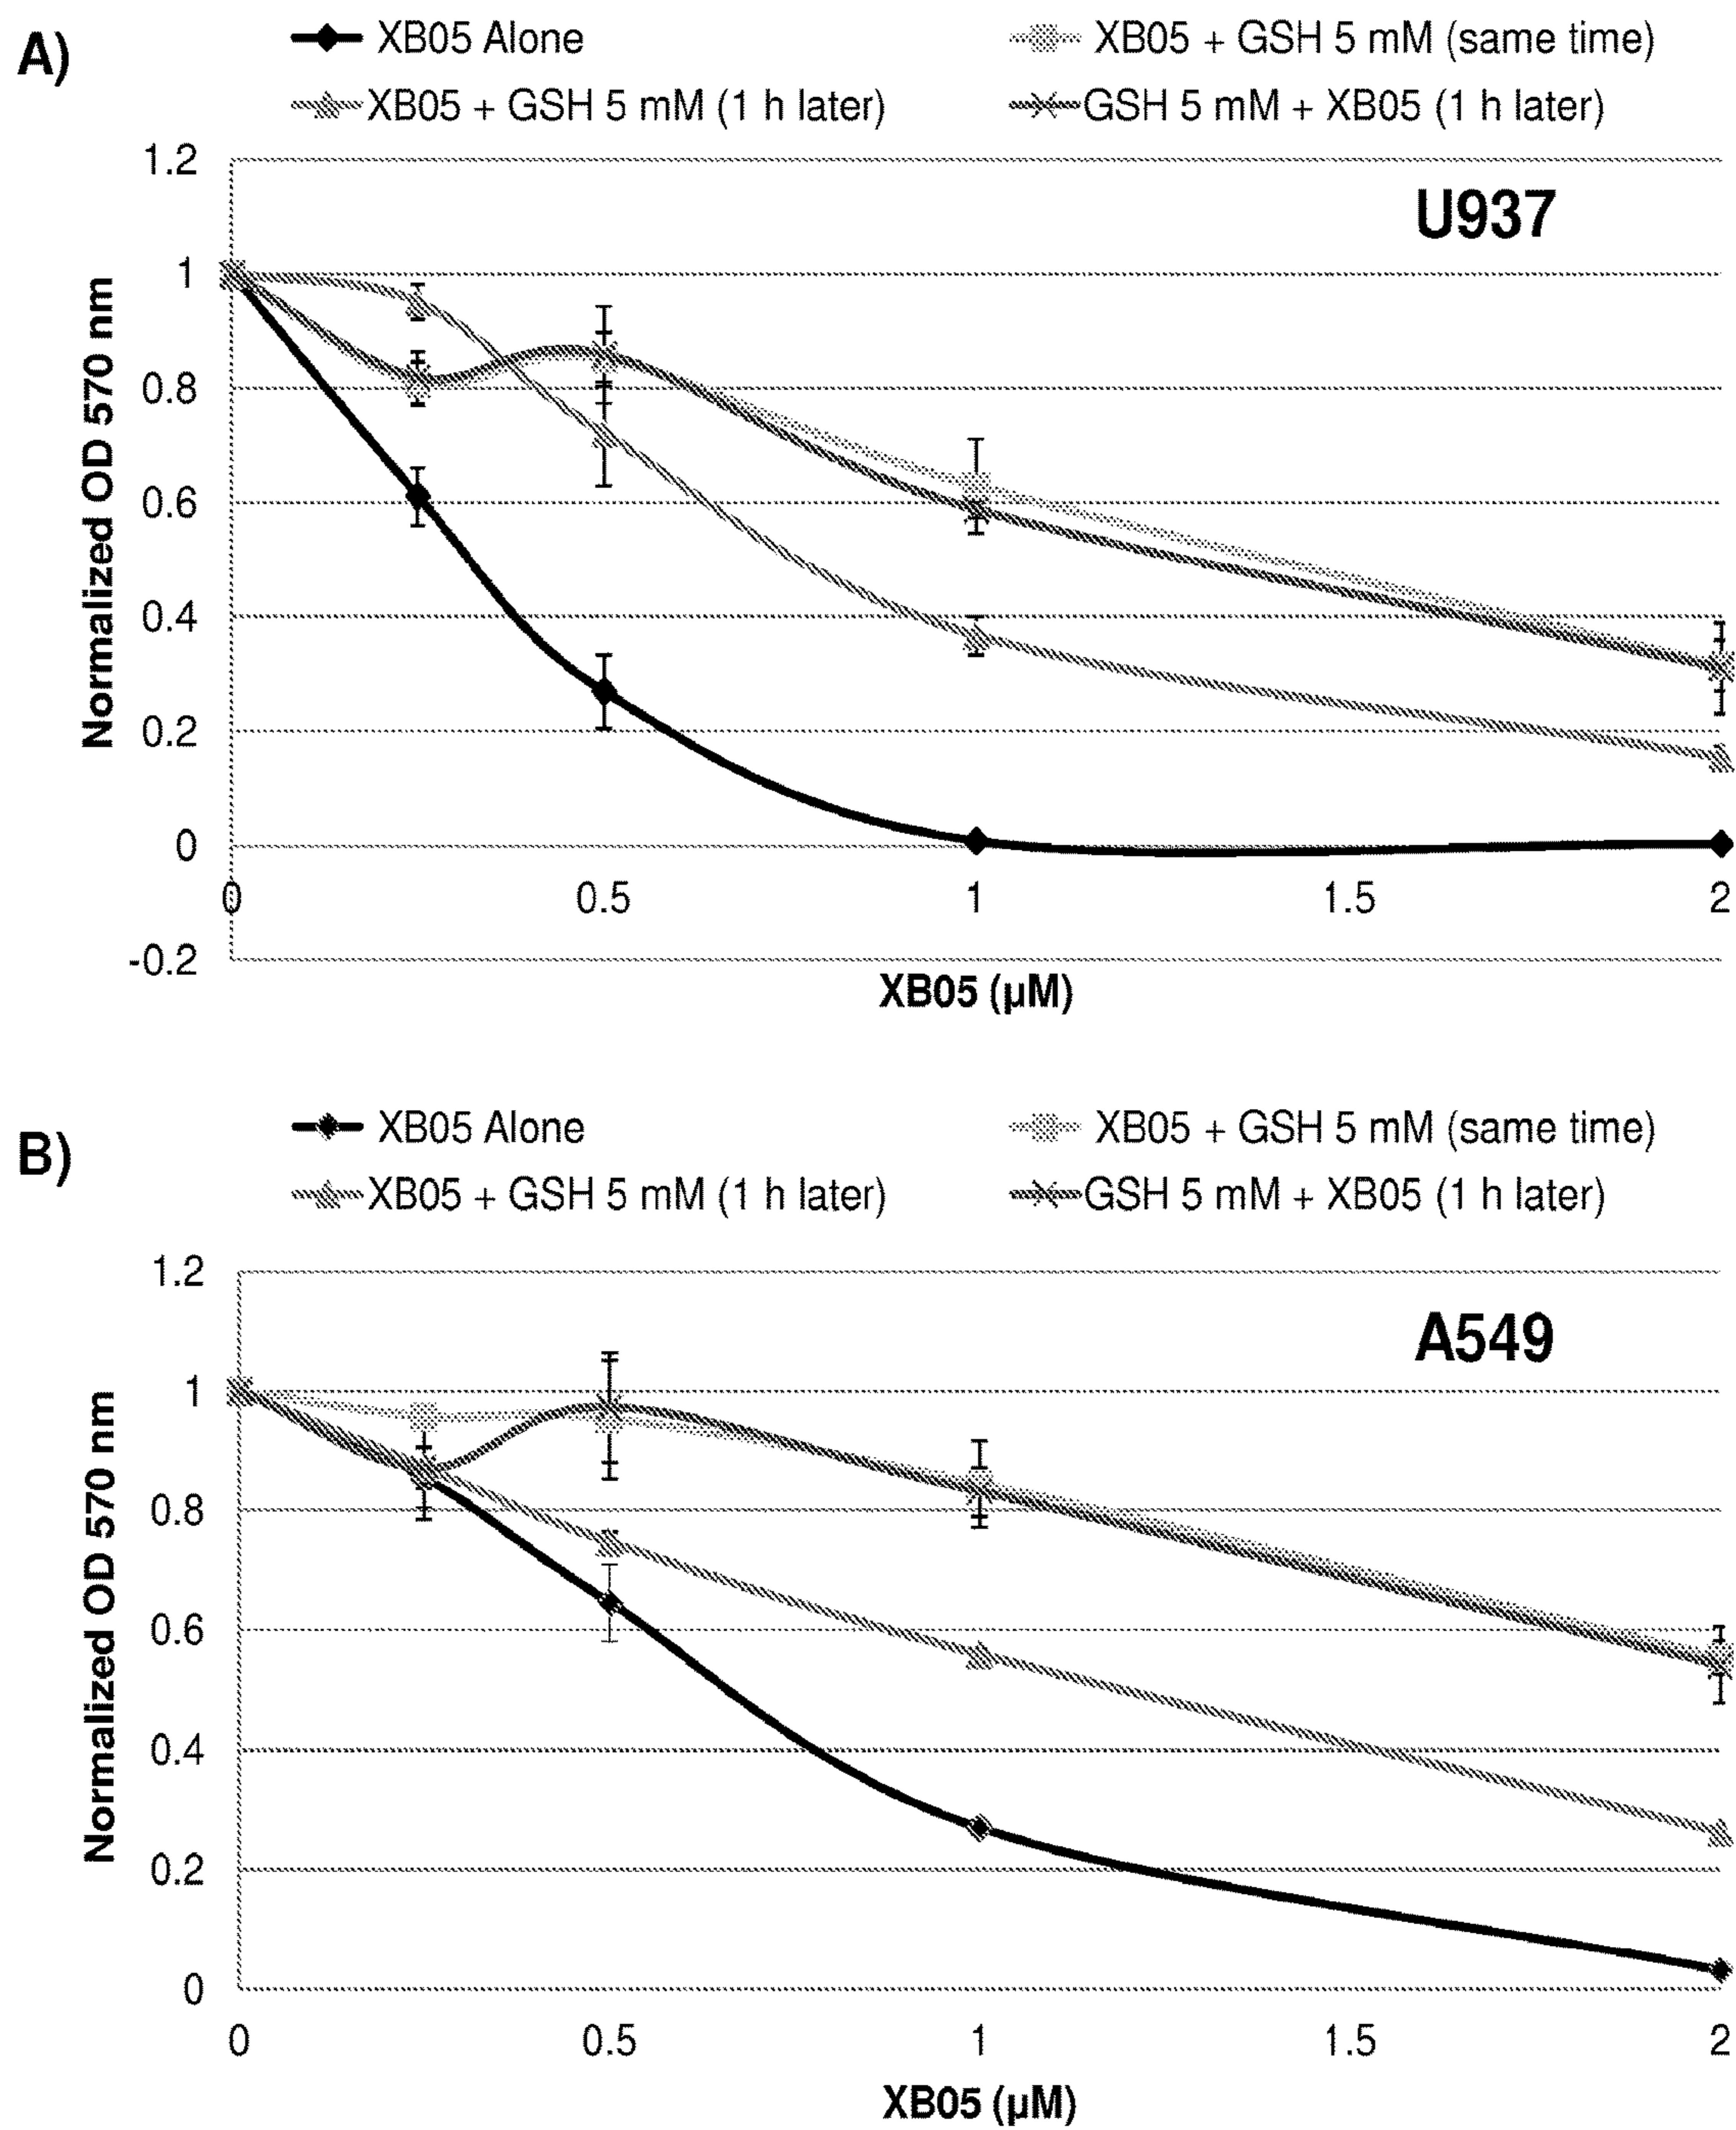 A)
XB05 Alone
XB05 + GSH 5 mM (same time)
XB05 + GSH 5 mM (1 h later)
GSH 5 mM + XB05 (1 h later)
U937
Normalized OD 570 nm
1.2
1
0.8
0.6
0.4
0.2
0
-0.2
0 0.5 1 1.5 2
XB05 (µM)
B)
XB05 Alone
XB05 + GSH 5 mM (same time)
XB05 + GSH 5 mM (1 h later)
GSH 5 mM + XB05 (1 h later)
A549
Normalized OD 570 nm
1.2
1
0.8
0.6
0.4
0.2
0
0 0.5 1 1.5 2
XB05 (µM)